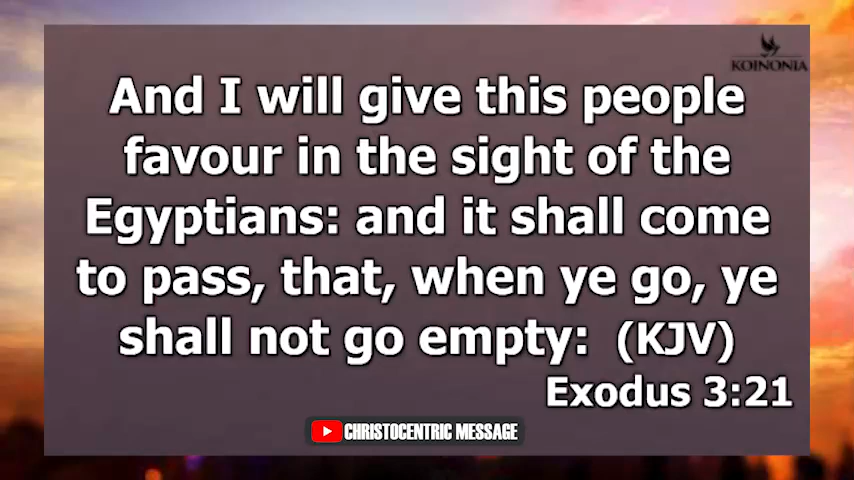 KOINONIA
And I will give this people
favour in the sight of the
Egyptians: and it shall come
to pass, that, when ye go, ye
shall not go empty: (KJV)
Exodus 3:21
CHRISTOCENTRIC MESSAGE